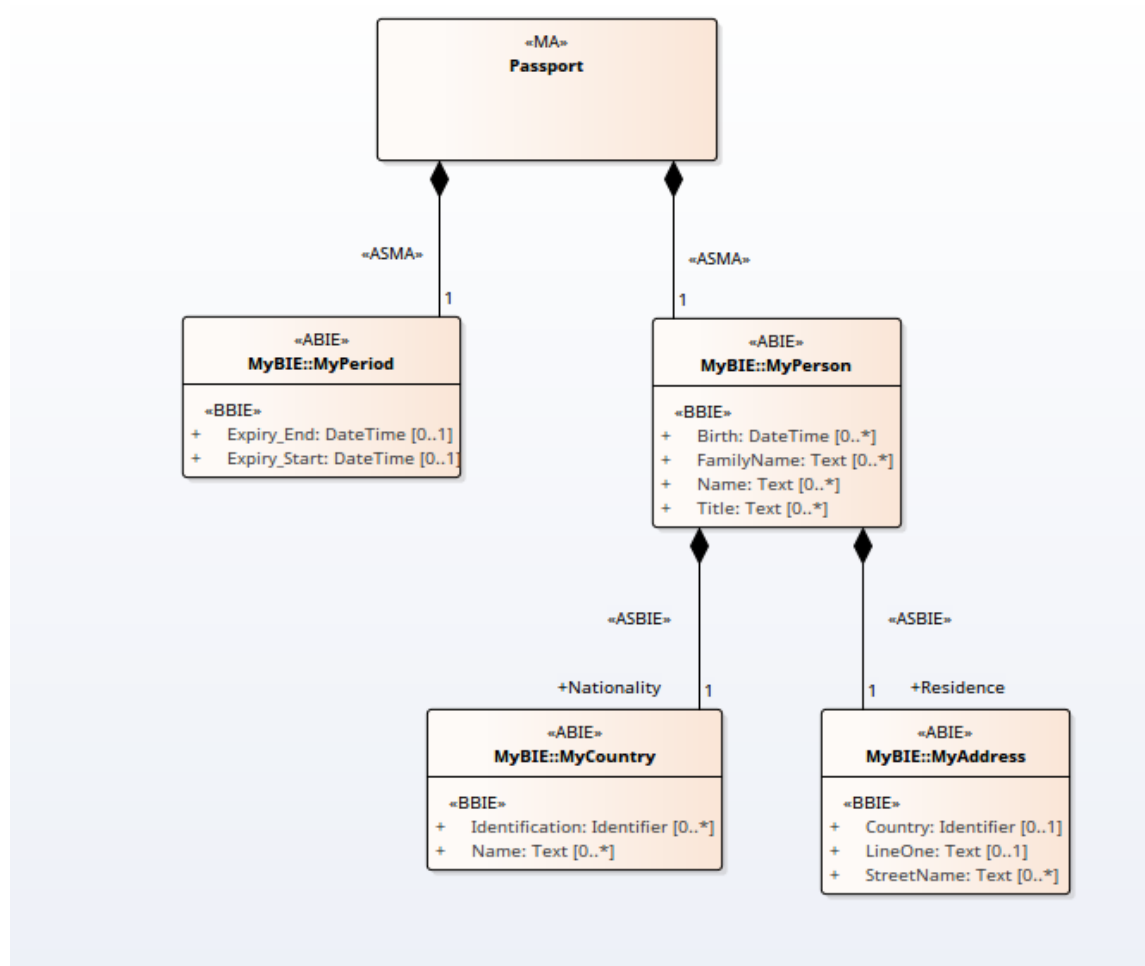 «MA»
Passport
«ASMA»
«ASMA»
1
1
«ABIE»
MyBIE::MyPeriod
«BBIE»
+ Expiry_End: DateTime [0..1]
+ Expiry_Start: DateTime [0..1]
«ABIE»
MyBIE::MyPerson
«BBIE»
+ Birth: DateTime [0..*]
+ FamilyName: Text [0..*]
+ Name: Text [0..*]
+ Title: Text [0..*]
«ASBIE»
«ASBIE»
+Nationality
1
1
+Residence
«ABIE»
MyBIE::MyCountry
«BBIE»
+ Identification: Identifier [0..*]
+ Name: Text [0..*]
«ABIE»
MyBIE::MyAddress
«BBIE»
+ Country: Identifier [0..1]
+ LineOne: Text [0..1]
+ StreetName: Text [0..*]